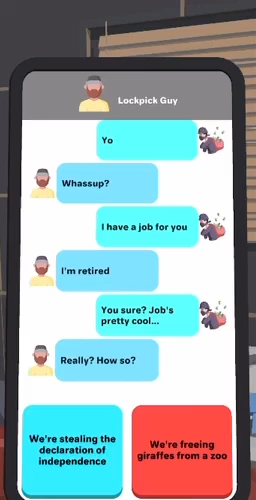 Lockpick Guy
Yo
Whassup?
I have a job for you
I'm retired
You sure? Job's
pretty cool...
Really? How so?
We're stealing the
declaration of
independence
We're freeing
giraffes from a zoo